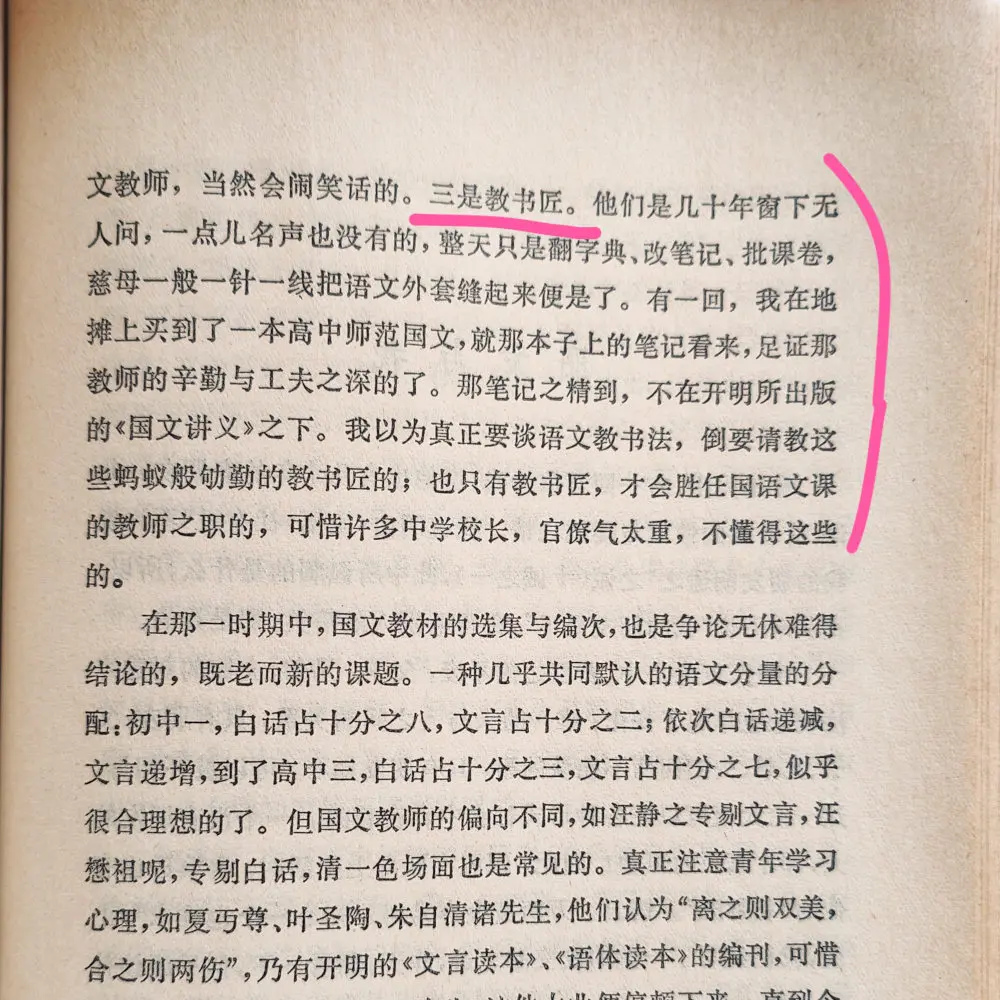 文教师，当然会闹笑话的。三是教书匠。他们是几十年窗下无
人问，一点儿名声也没有的，整天只是翻字典、改笔记、批课卷，
慈母一般一针一线把语文外套缝起来便是了。有一回，我在地
摊上买到了一本高中师范国文，就那本子上的笔记看来，足证那
教师的辛勤与工夫之深的了。那笔记之精到，不在开明所出版
的《国文讲义》之下。我以为真正要谈语文教书法，倒要请教这
些蚂蚁般劬勤的教书匠的；也只有教书匠，才会胜任国语文课
的教师之职的，可惜许多中学校长，官僚气太重，不懂得这些
的。
在那一时期中，国文教材的选集与编次，也是争论无休难得
结论的，既老而新的课题。一种几乎共同默认的语文分量的分
配：初中一，白话占十分之八，文言占十分之二；依次白话递减，
文言递增，到了高中三，白话占十分之三，文言占十分之七，似乎
很合理想的了。但国文教师的偏向不同，如汪静之专剔文言，汪
懋祖呢，专剔白话，清一色场面也是常见的。真正注意青年学习
心理，如夏丏尊、叶圣陶、朱自清诸先生，他们认为“离之则双美，
合之则两伤”，乃有开明的《文言读本》、《语体读本》的编刊，可惜